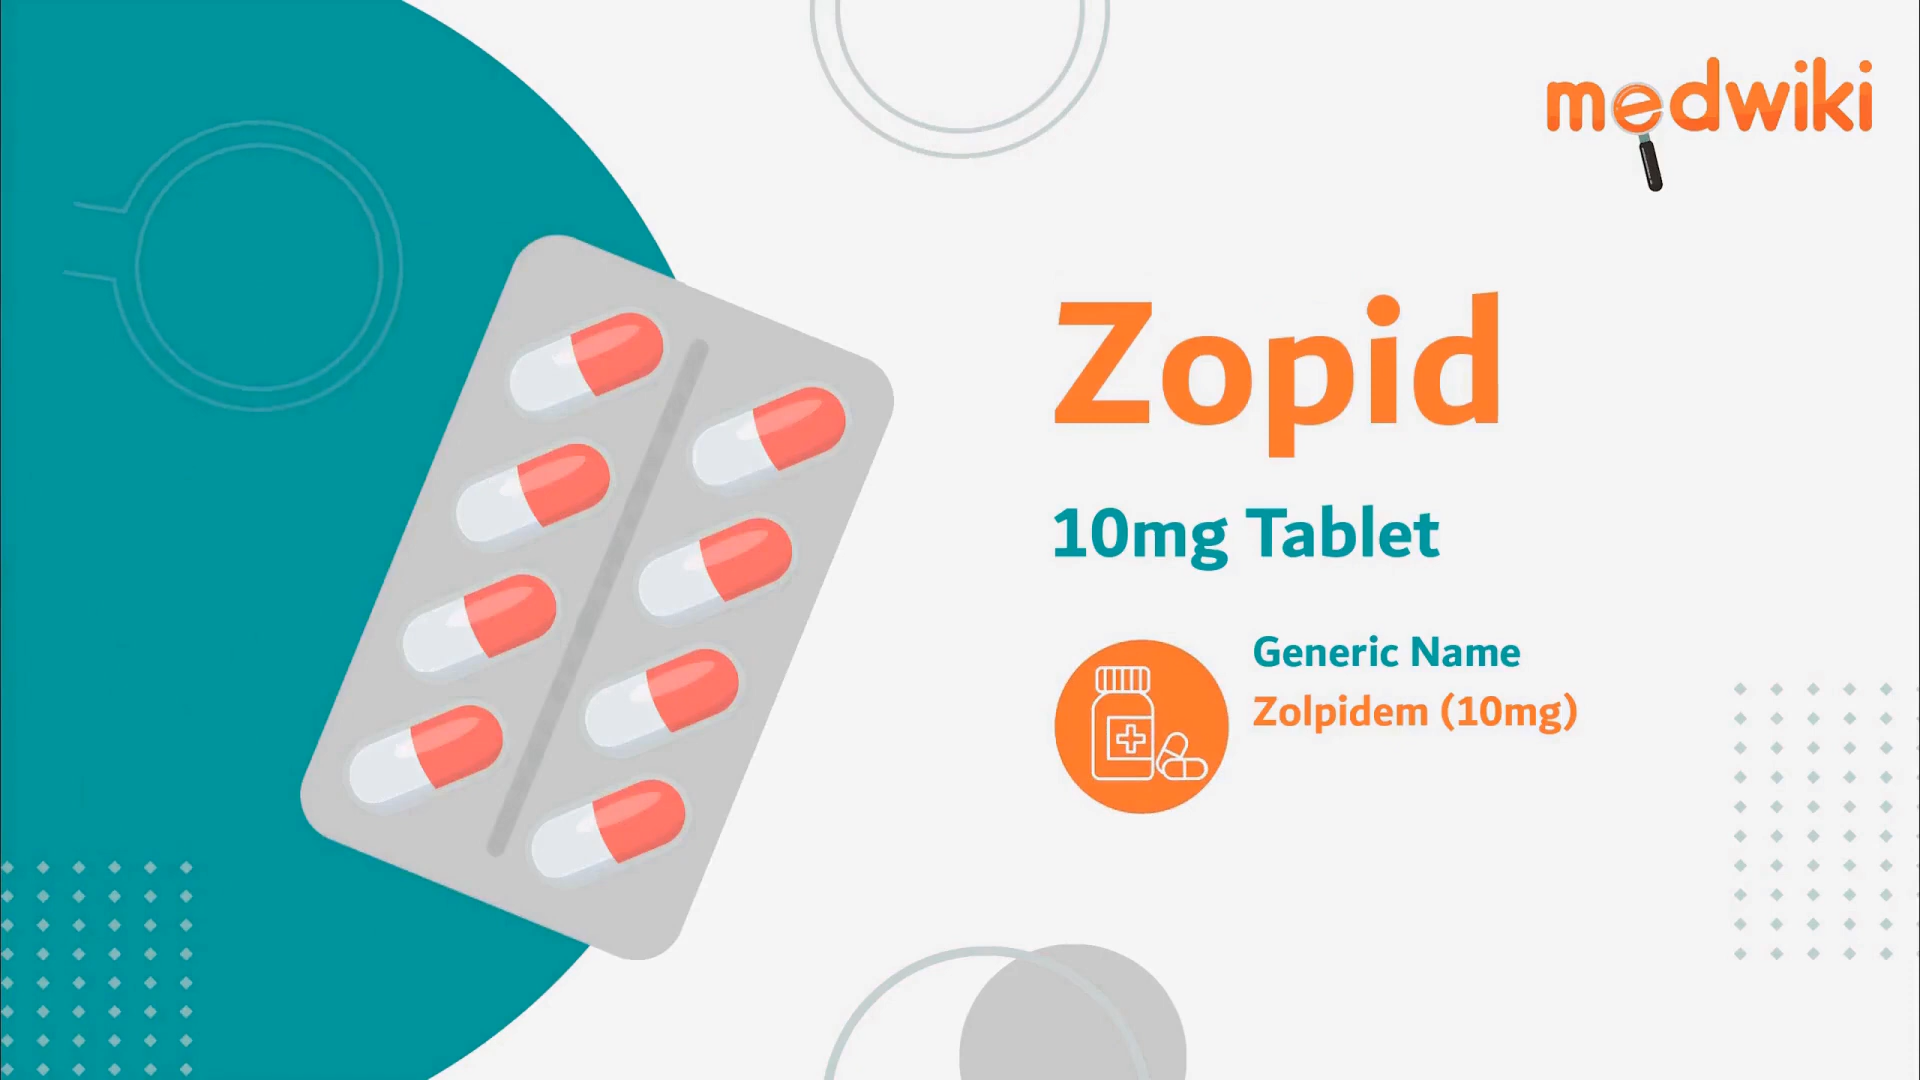 medwiki
Zopid
10mg Tablet
Generic Name
Zolpidem (10mg)